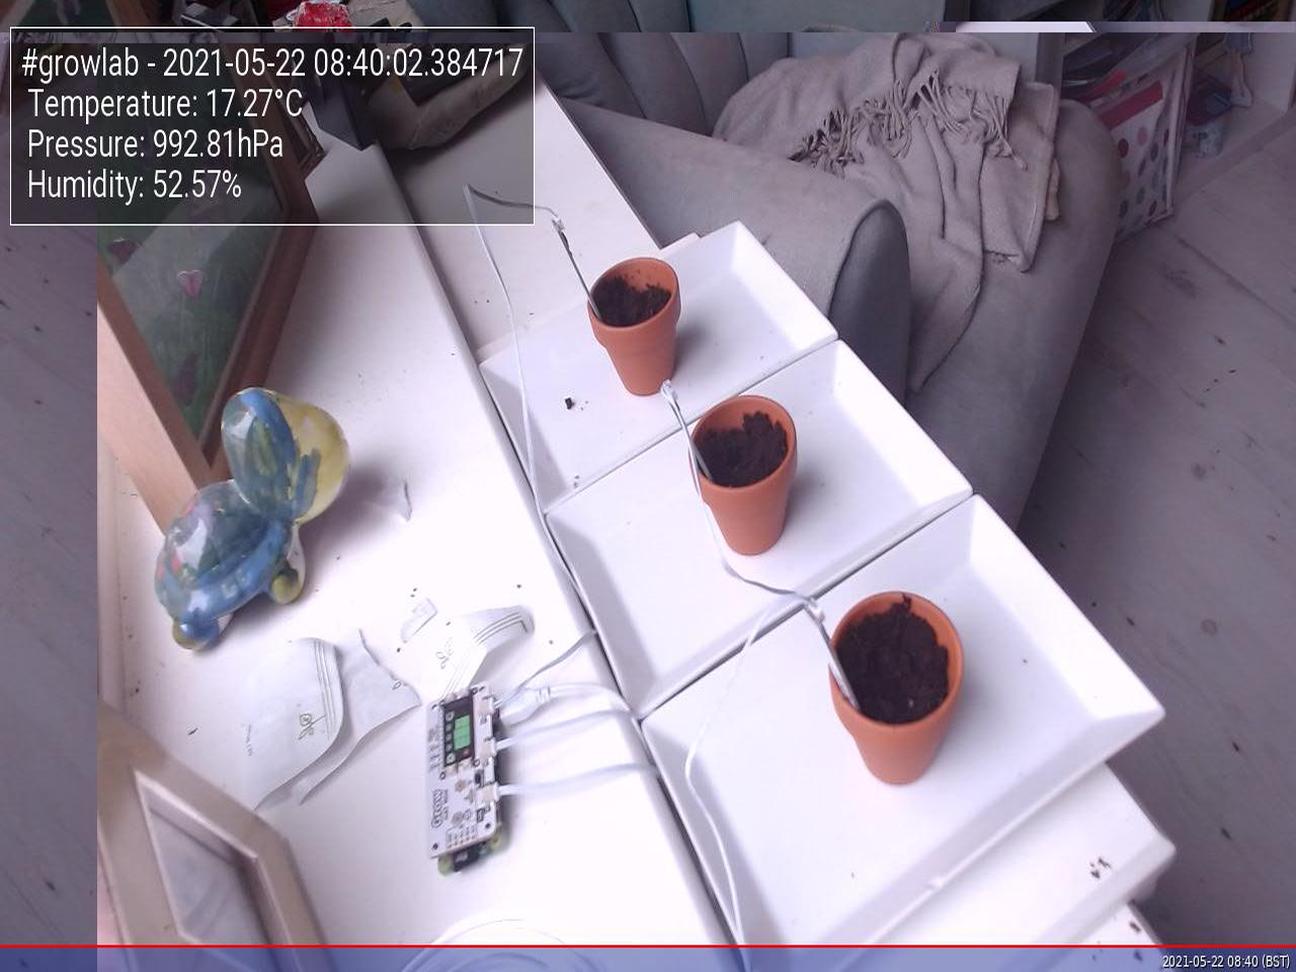 #growlab - 2021-05-22 08:40:02.384717
Temperature: 17.27°C
Pressure: 992.81hPa
Humidity: 52.57%
Grow
2021-05-22 08:40 (BST)